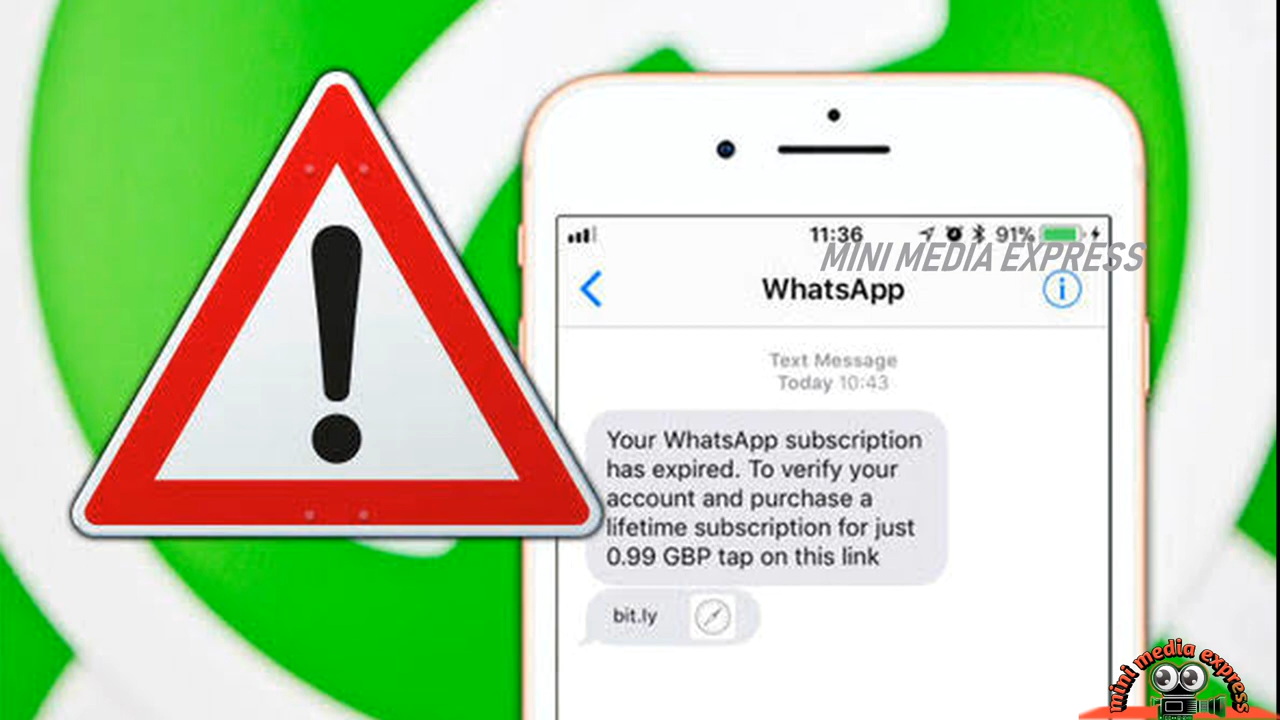 11:36
91%
MINI MEDIA EXPRESS
WhatsApp
Text Message
Today 10:43
Your WhatsApp subscription
has expired. To verify your
account and purchase a
lifetime subscription for just
0.99 GBP tap on this link
bit.ly
mini media express